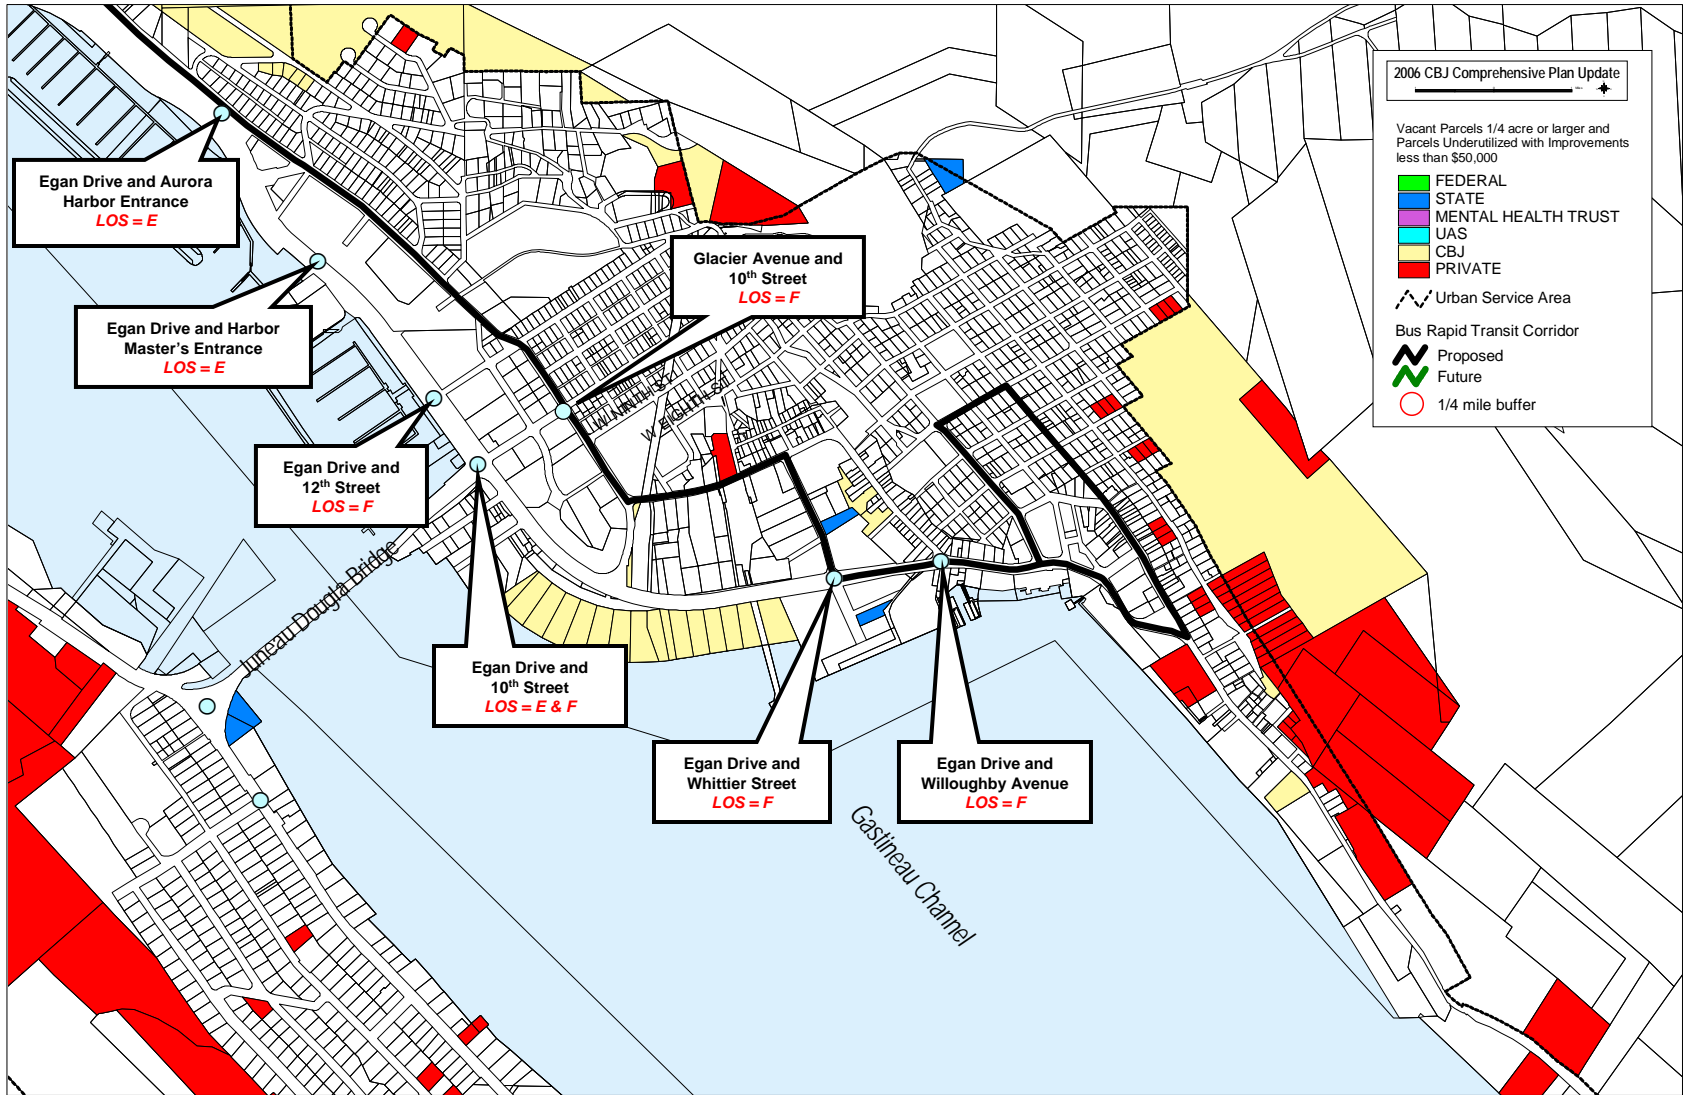 2006 CBJ Comprehensive Plan Update
Vacant Parcels 1/4 acre or larger and
Parcels Underutilized with Improvements
less than $50,000
FEDERAL
STATE
MENTAL HEALTH TRUST
UAS
CBJ
PRIVATE
Urban Service Area
Bus Rapid Transit Corridor
Proposed
Future
1/4 mile buffer
Egan Drive and Aurora
Harbor Entrance
LOS = E
Glacier Avenue and
10th Street
LOS = F
Egan Drive and Harbor
Master's Entrance
LOS = E
W NINTH ST
W EIGHTH ST
Egan Drive and
12th Street
LOS = F
Juneau Dougla Bridge
Egan Drive and
10th Street
LOS = E & F
Egan Drive and
Whittier Street
LOS = F
Egan Drive and
Willoughby Avenue
LOS = F
Gastineau Channel